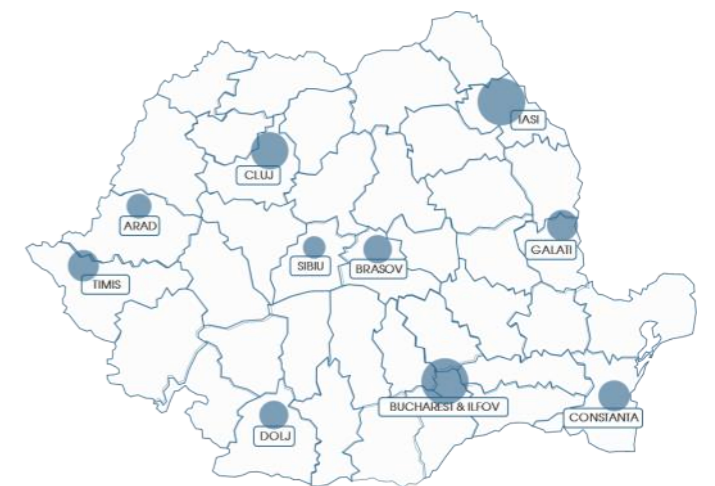 IASI
CLUJ
ARAD
GALATI
SIBIU
BRASOV
TIMIS
BUCHAREST & ILFOV
CONSTANTA
DOLJ